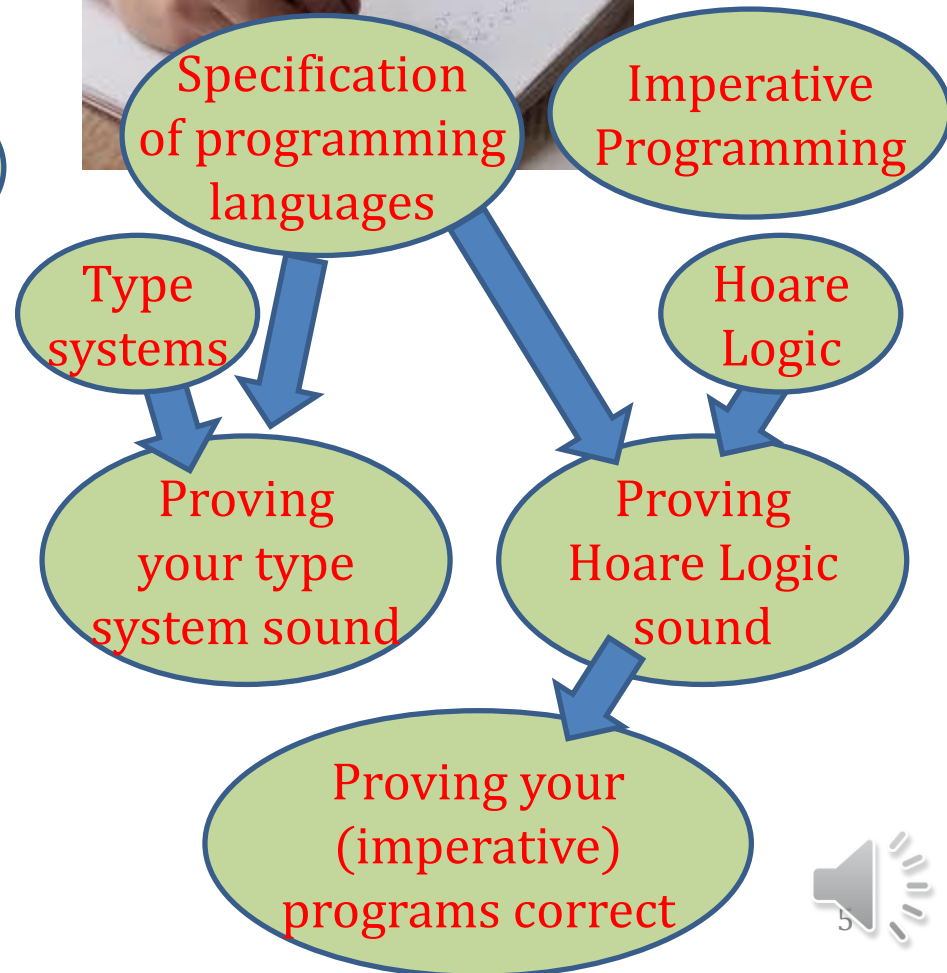 Specification
of programming
languages
Imperative
Programming
Type
systems
Hoare
Logic
Proving
your type
system sound
Proving
Hoare Logic
sound
Proving your
(imperative)
programs correct
5